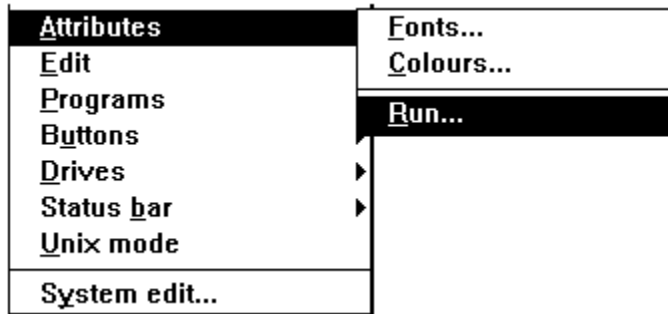 Attributes
Edit
Programs
Buttons
Drives
Status bar
Unix mode
System edit...
Fonts...
Colours...
Run...